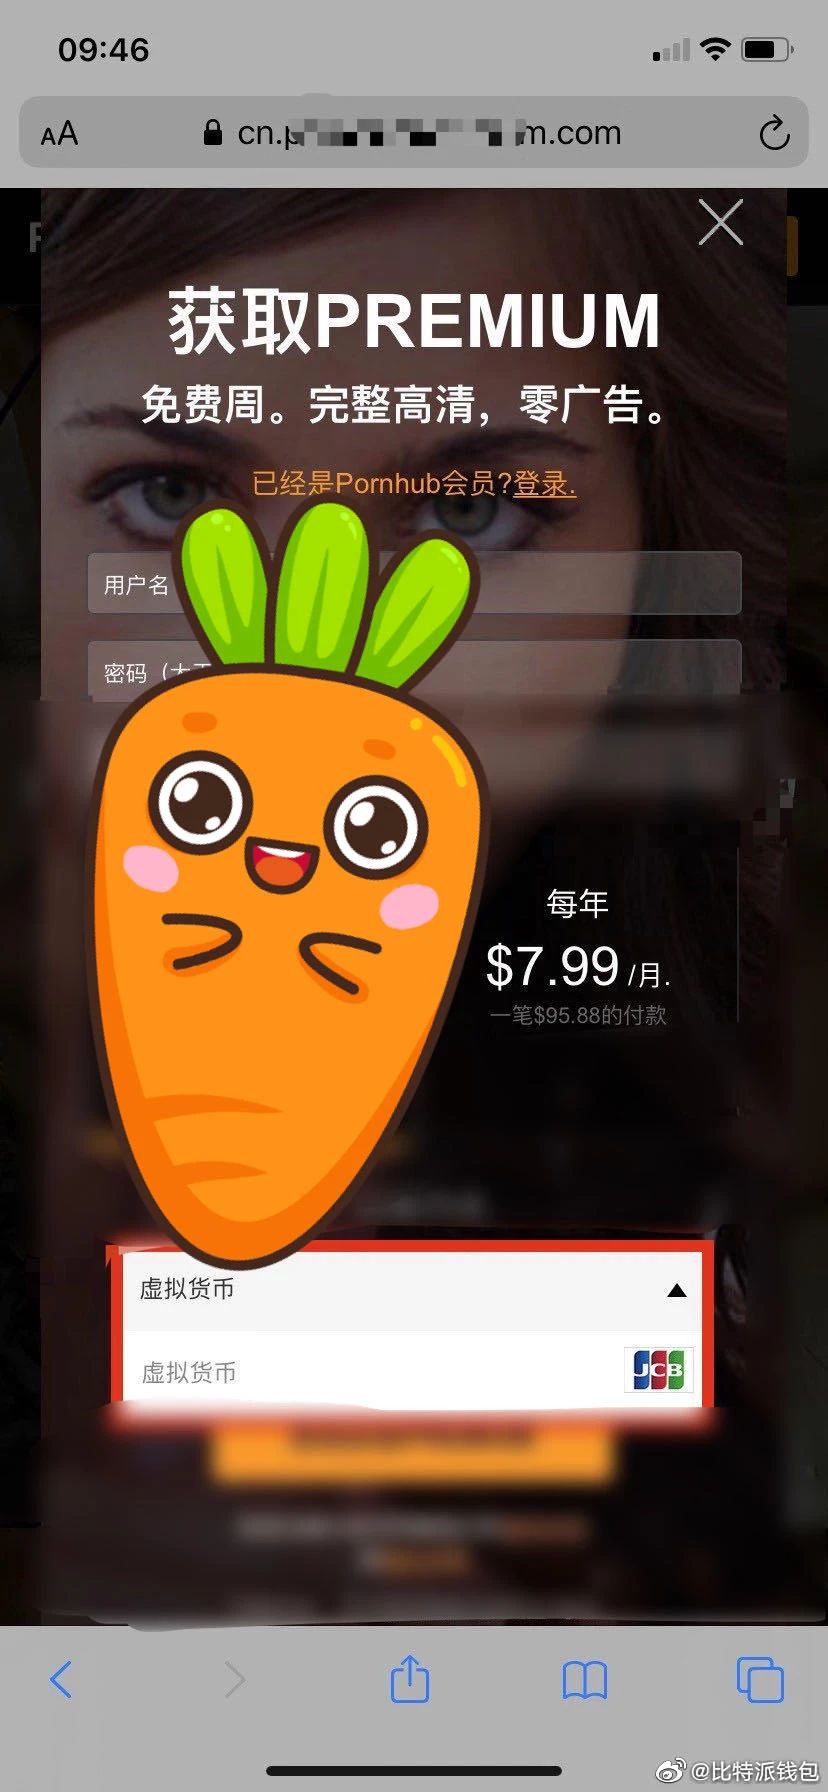 09:46
AA
cn.p
m.com
获取PREMIUM
免费周。完整高清，零广告。
已经是Pornhub会员?登录.
用户名
密码
每年
$7.99 /月.
一笔$95.88的付款
虚拟货币
虚拟货币
JCB
@比特派钱包